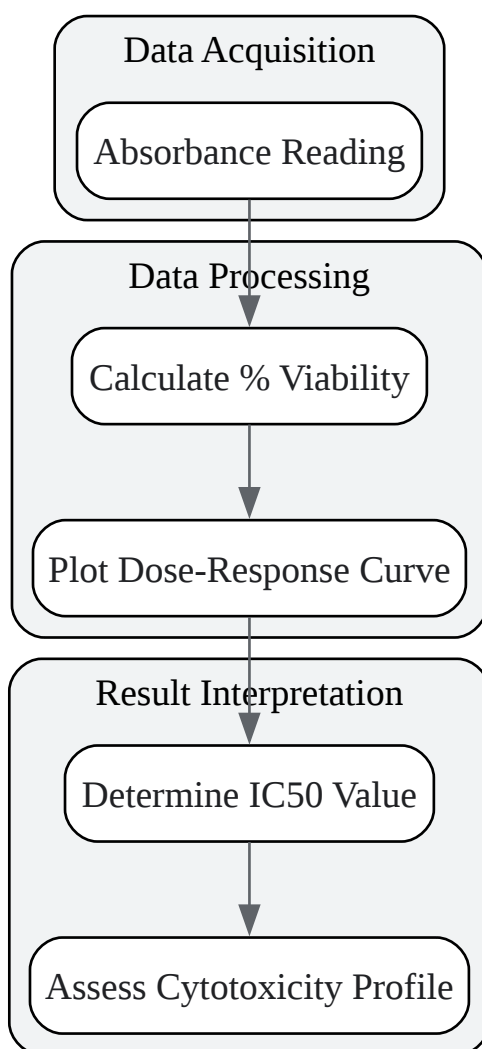 Data Acquisition
Absorbance Reading
Data Processing
Calculate % Viability
Plot Dose-Response Curve
Result Interpretation
Determine IC50 Value
Assess Cytotoxicity Profile